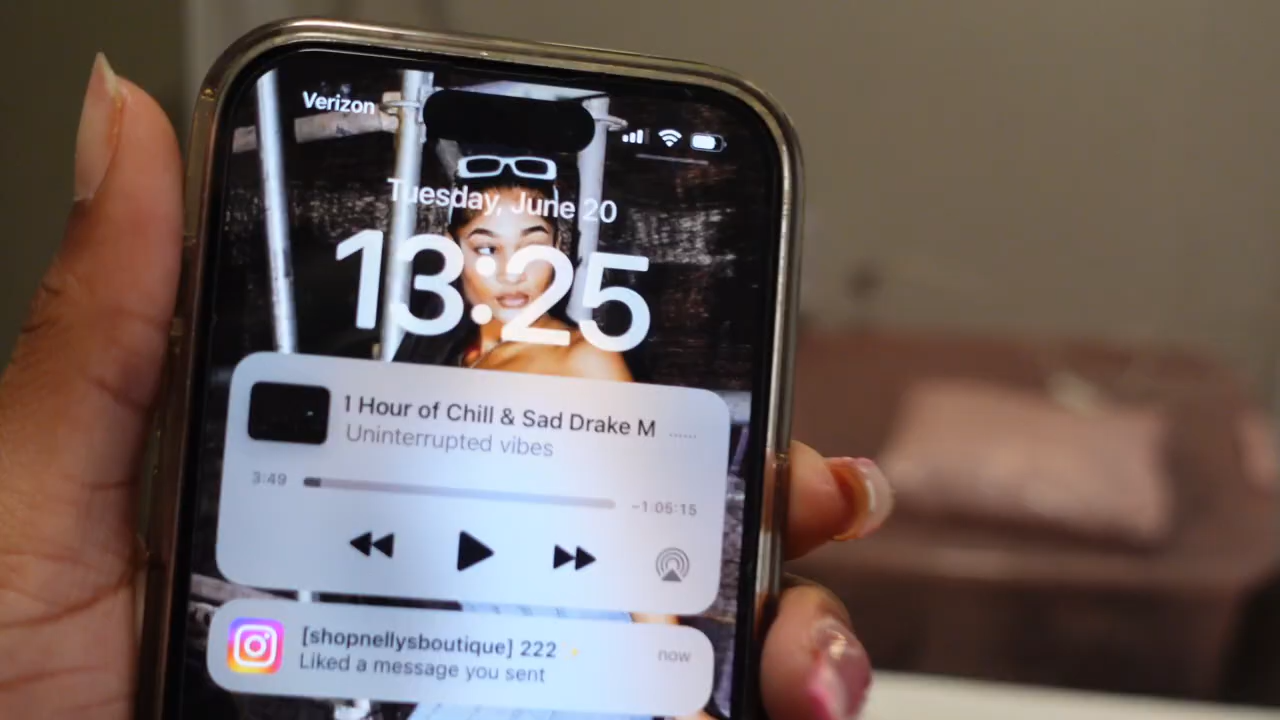 Verizon
Tuesday, June 20
13:25
1 Hour of Chill & Sad Drake M
Uninterrupted vibes
3:49
-1:05:15
[shopnellysboutique] 222
now
Liked a message you sent